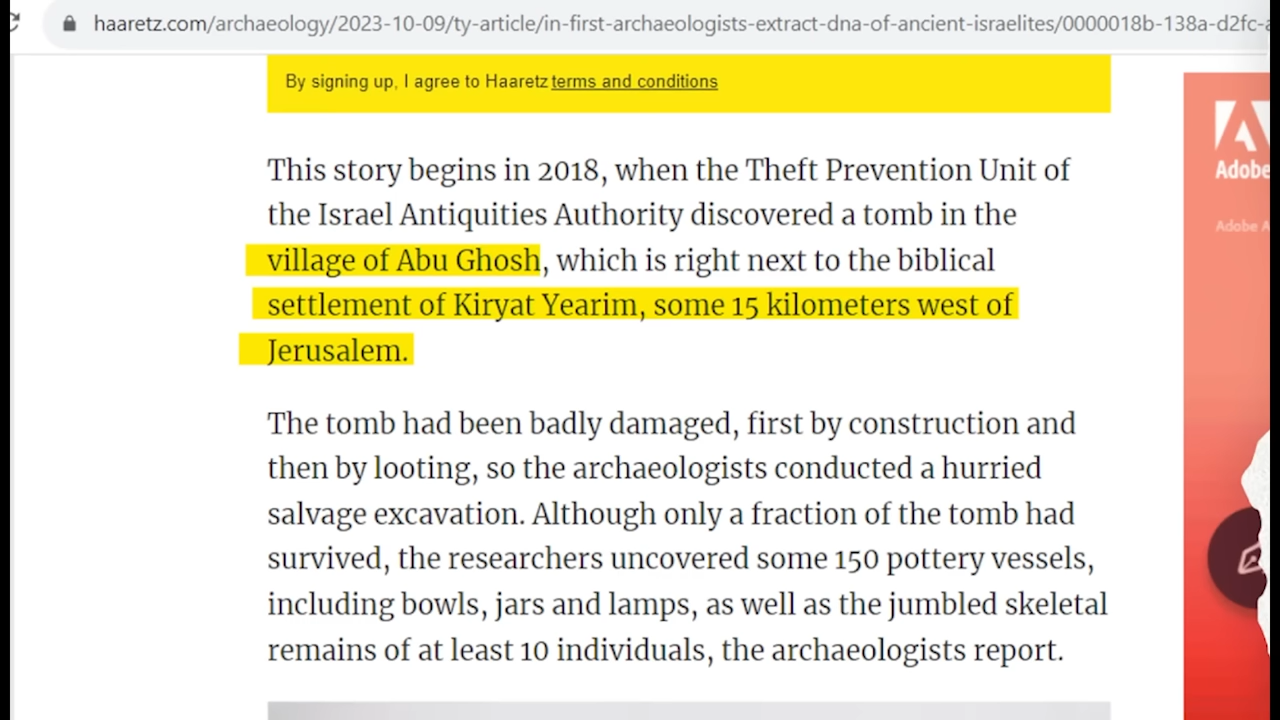 haaretz.com/archaeology/2023-10-09/ty-article/in-first-archaeologists-extract-dna-of-ancient-israelites/0000018b-138a-d2fc-a
By signing up, I agree to Haaretz terms and conditions
This story begins in 2018, when the Theft Prevention Unit of
the Israel Antiquities Authority discovered a tomb in the
village of Abu Ghosh, which is right next to the biblical
settlement of Kiryat Yearim, some 15 kilometers west of
Jerusalem.
The tomb had been badly damaged, first by construction and
then by looting, so the archaeologists conducted a hurried
salvage excavation. Although only a fraction of the tomb had
survived, the researchers uncovered some 150 pottery vessels,
including bowls, jars and lamps, as well as the jumbled skeletal
remains of at least 10 individuals, the archaeologists report.
Adobe
Adobe A